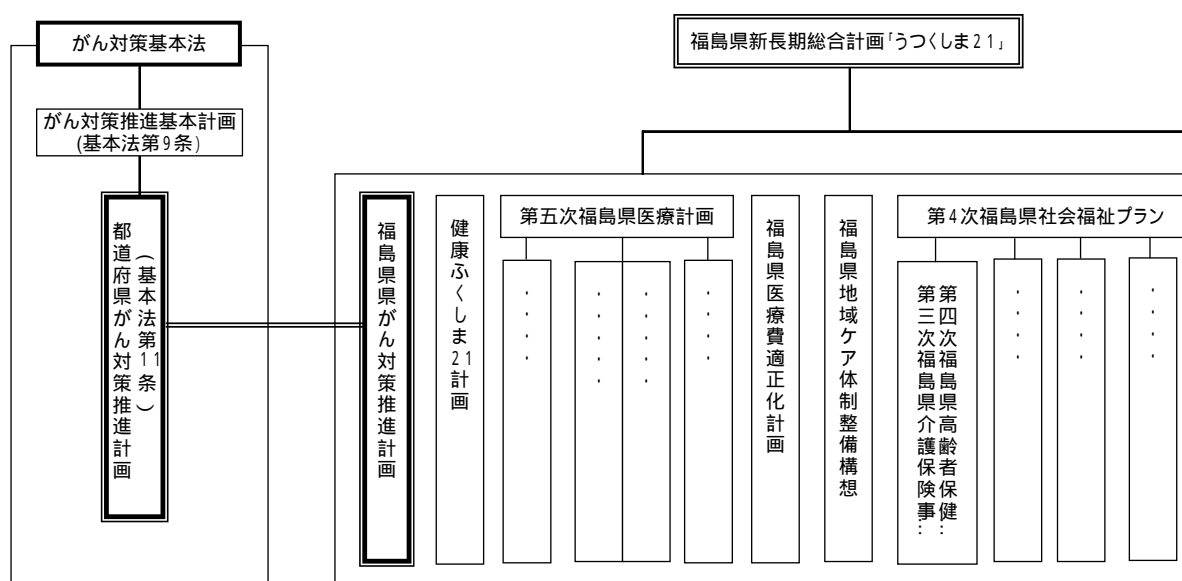 がん対策基本法
福島県新長期総合計画「うつくしま21」
がん対策推進基本計画
(基本法第9条)
都道府県がん対策推進計画
(基本法第11条)
福島県県がん対策推進計画
健康ふくしま21計画
第五次福島県医療計画
・・・・
・・・・・
・・・・・
・・・・
福島県医療費適正化計画
福島県地域ケア体制整備構想
第4次福島県社会福祉プラン
第四次福島県高齢者保健…
第三次福島県介護保険事…
・・・・
・・・・
・・・・